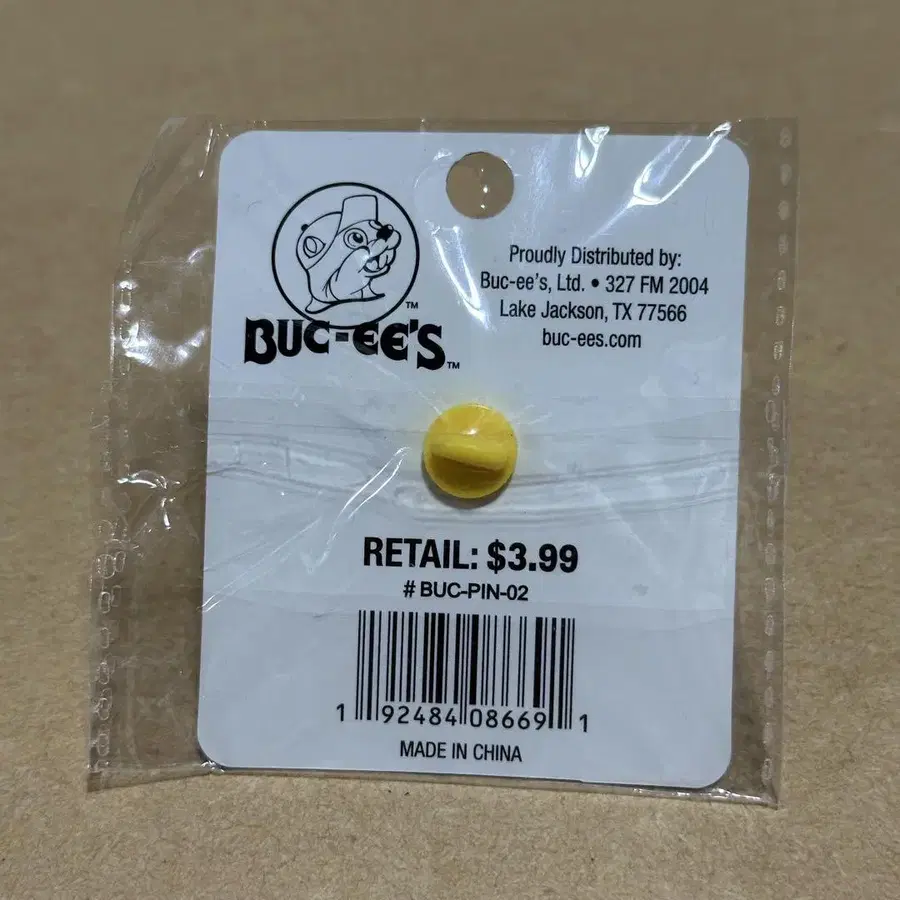 BUC-EE'S™
™
Proudly Distributed by:
Buc-ee's, Ltd. • 327 FM 2004
Lake Jackson, TX 77566
buc-ees.com
RETAIL: $3.99
# BUC-PIN-02
1 92484 08669 1
MADE IN CHINA